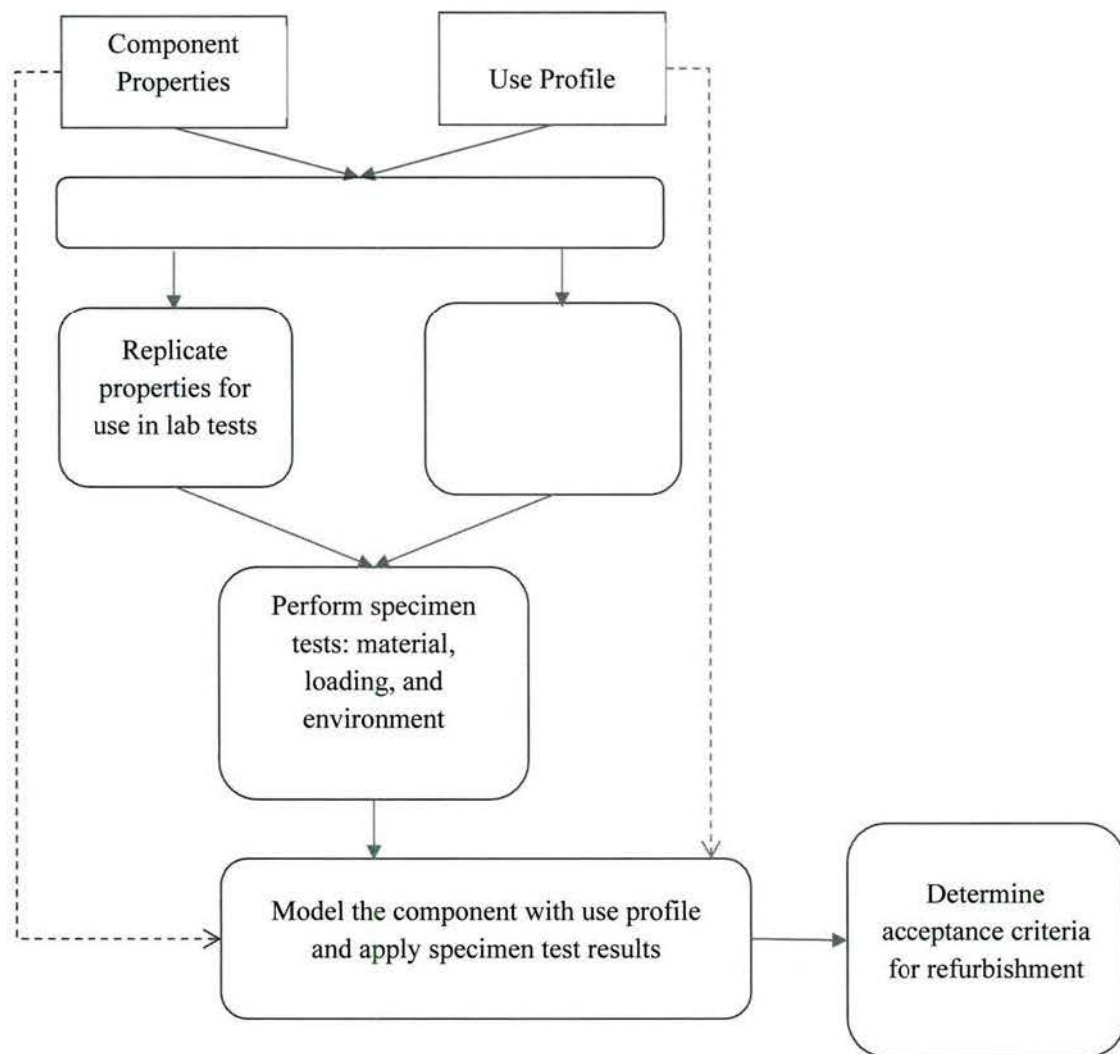 Component
Properties
Use Profile
Replicate
properties for
use in lab tests
Perform specimen
tests: material,
loading, and
environment
Model the component with use profile
and apply specimen test results
Determine
acceptance criteria
for refurbishment